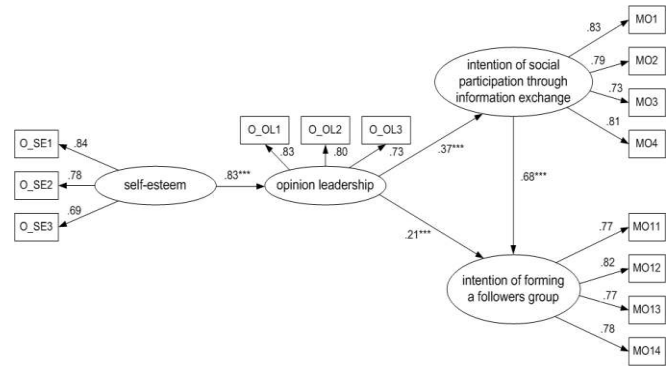 MO1
.83
intention of social
participation through
information exchange
.79
MO2
.73
MO3
.81
MO4
O_OL1
O_OL2
O_OL3
.83
.80
.73
.37***
O_SE1
.84
O_SE2
.78
O_SE3
.69
self-esteem
.83***
opinion leadership
.68***
.21***
MO11
.77
intention of forming
a followers group
.82
MO12
.77
MO13
.78
MO14